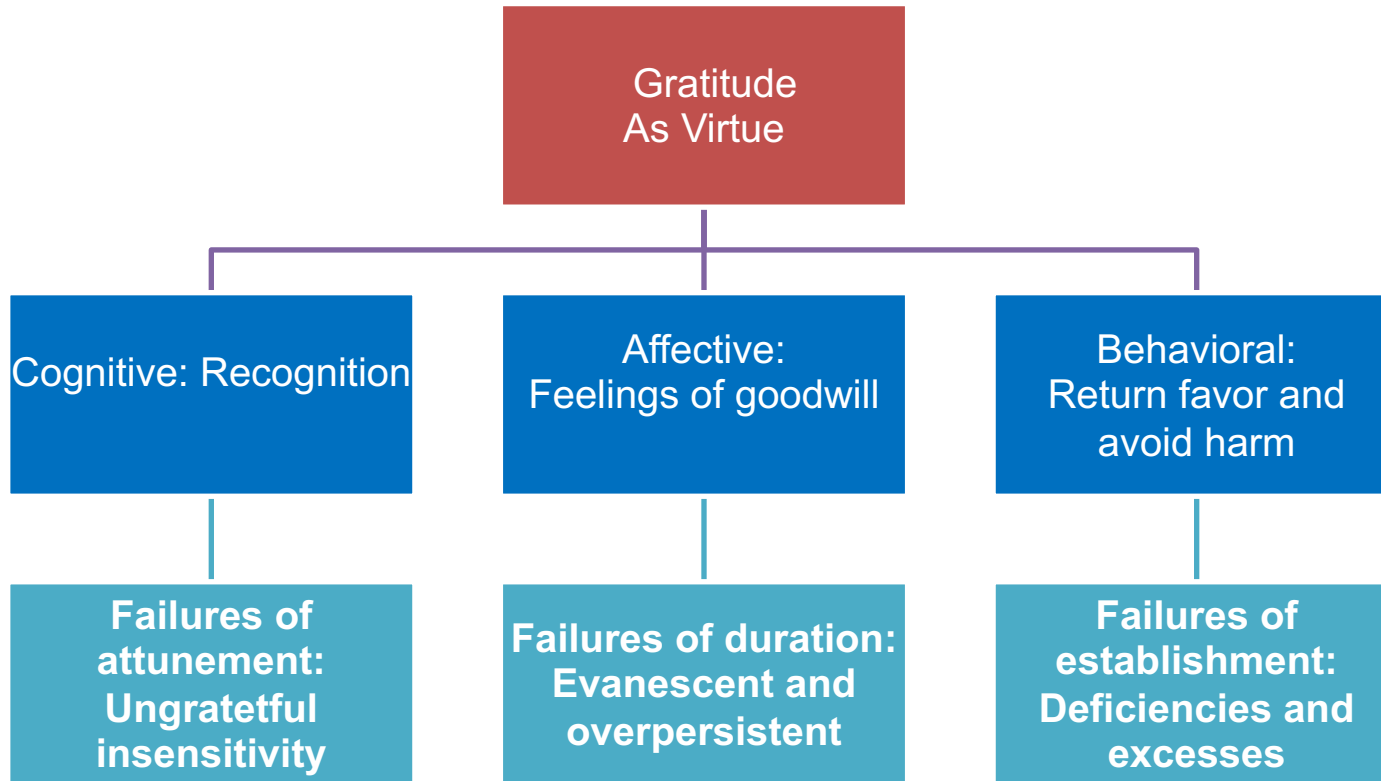 Gratitude
As Virtue
Cognitive: Recognition
Affective:
Feelings of goodwill
Behavioral:
Return favor and
avoid harm
Failures of
attunement:
Ungratetful
insensitivity
Failures of duration:
Evanescent and
overpersistent
Failures of
establishment:
Deficiencies and
excesses